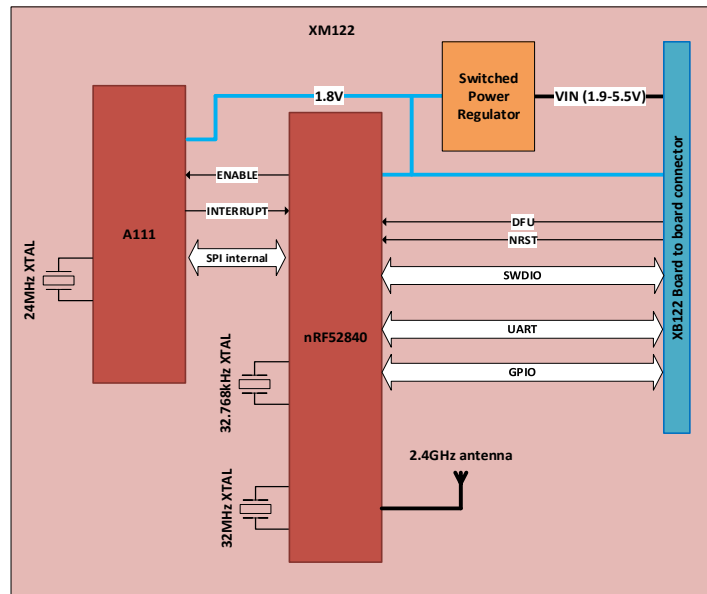 XM122
Switched
Power
Regulator
1.8V
VIN (1.9-5.5V)
ENABLE
INTERRUPT
A111
SPI internal
24MHz XTAL
DFU
NRST
SWDIO
UART
GPIO
nRF52840
XB122 Board to board connector
32.768kHz XTAL
2.4GHz antenna
32MHz XTAL